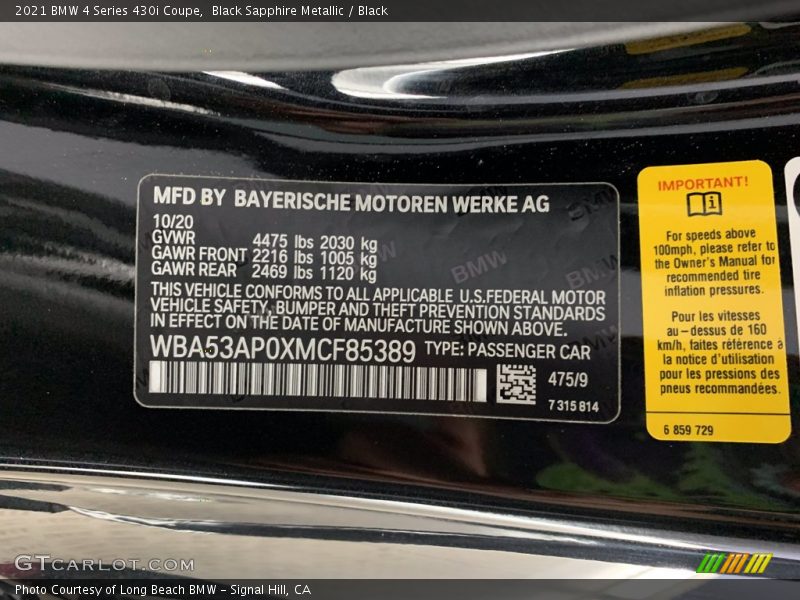 2021 BMW 4 Series 430i Coupe,  Black Sapphire Metallic / Black
MFD BY BAYERISCHE MOTOREN WERKE AG
10/20
GVWR 4475 lbs 2030 kg
GAWR FRONT 2216 lbs 1005 kg
GAWR REAR 2469 lbs 1120 kg
THIS VEHICLE CONFORMS TO ALL APPLICABLE U.S.FEDERAL MOTOR
VEHICLE SAFETY, BUMPER AND THEFT PREVENTION STANDARDS
IN EFFECT ON THE DATE OF MANUFACTURE SHOWN ABOVE.
WBA53AP0XMCF85389 TYPE: PASSENGER CAR
475/9
7 315 814
BMW
BMW
BMW
IMPORTANT!
i
For speeds above
100mph, please refer to
the Owner's Manual for
recommended tire
inflation pressures.
Pour les vitesses
au-dessus de 160
km/h, faites référence à
la notice d'utilisation
pour les pressions des
pneus recommandées.
6 859 729
GTCARLOT.COM
Photo Courtesy of Long Beach BMW - Signal Hill, CA